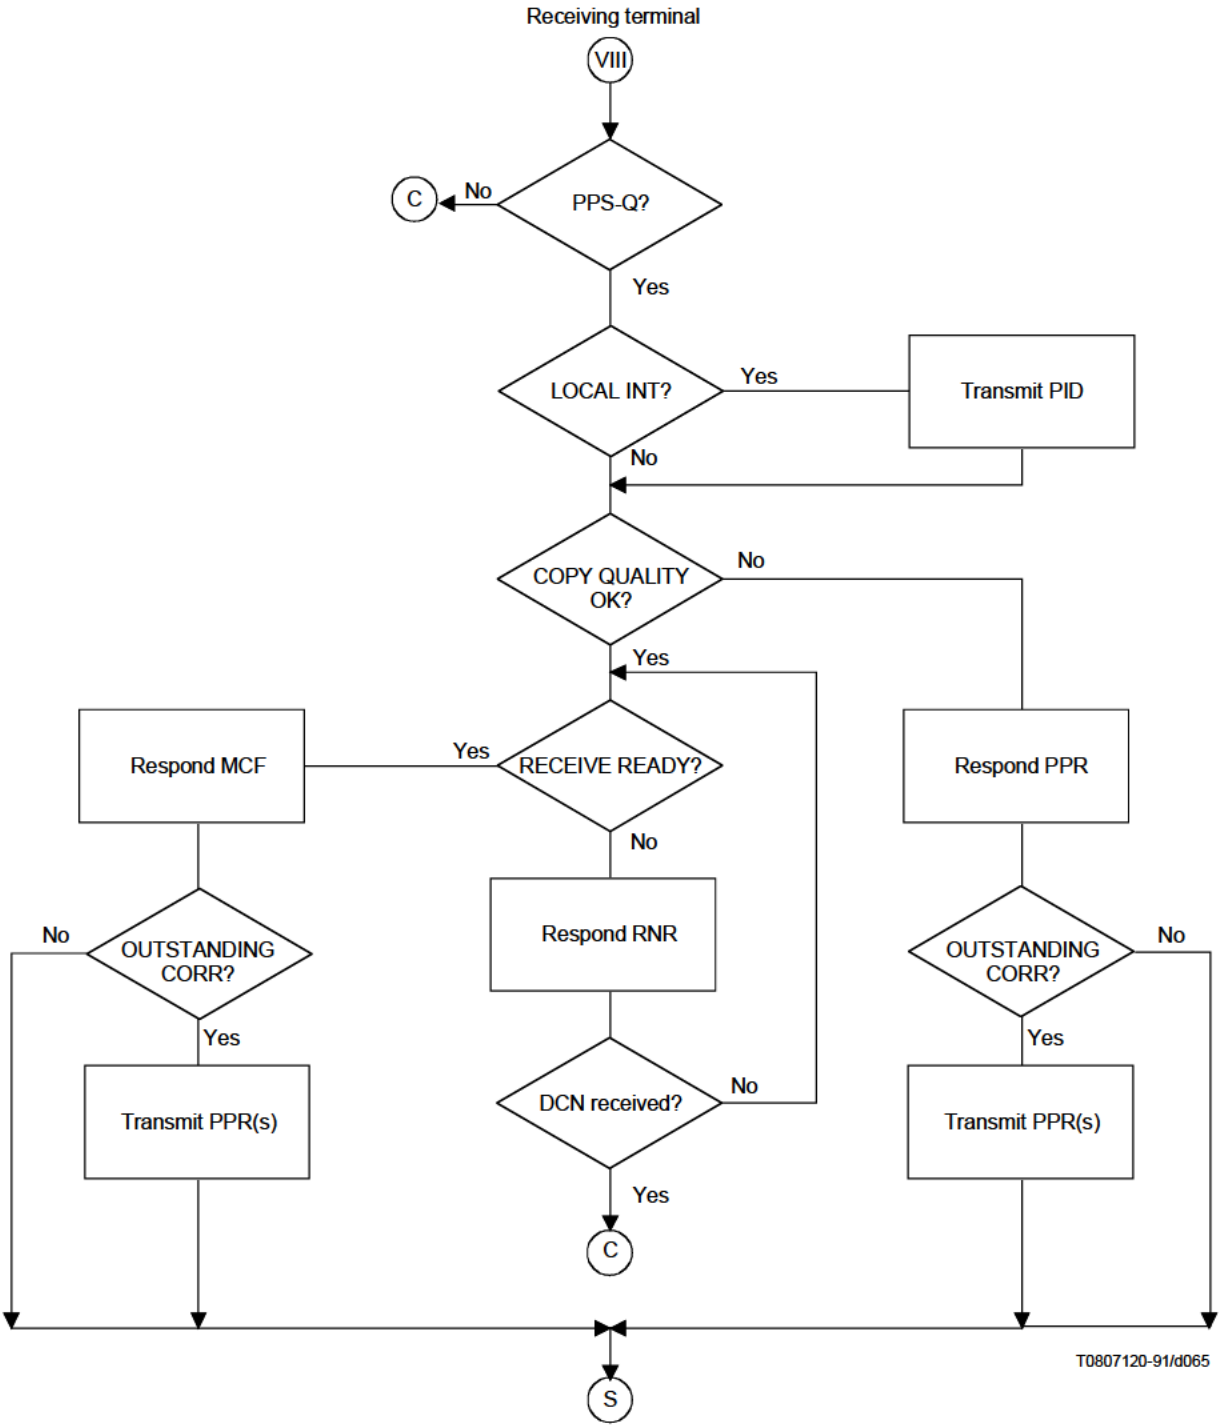 Receiving terminal
VIII
PPS-Q?
No
C
Yes
LOCAL INT?
Yes
Transmit PID
No
COPY QUALITY
OK?
No
Yes
Respond MCF
Yes
RECEIVE READY?
Respond PPR
No
Respond RNR
No
OUTSTANDING
CORR?
OUTSTANDING
CORR?
No
Yes
Yes
Transmit PPR(s)
DCN received?
No
Transmit PPR(s)
Yes
C
T0807120-91/d065
S